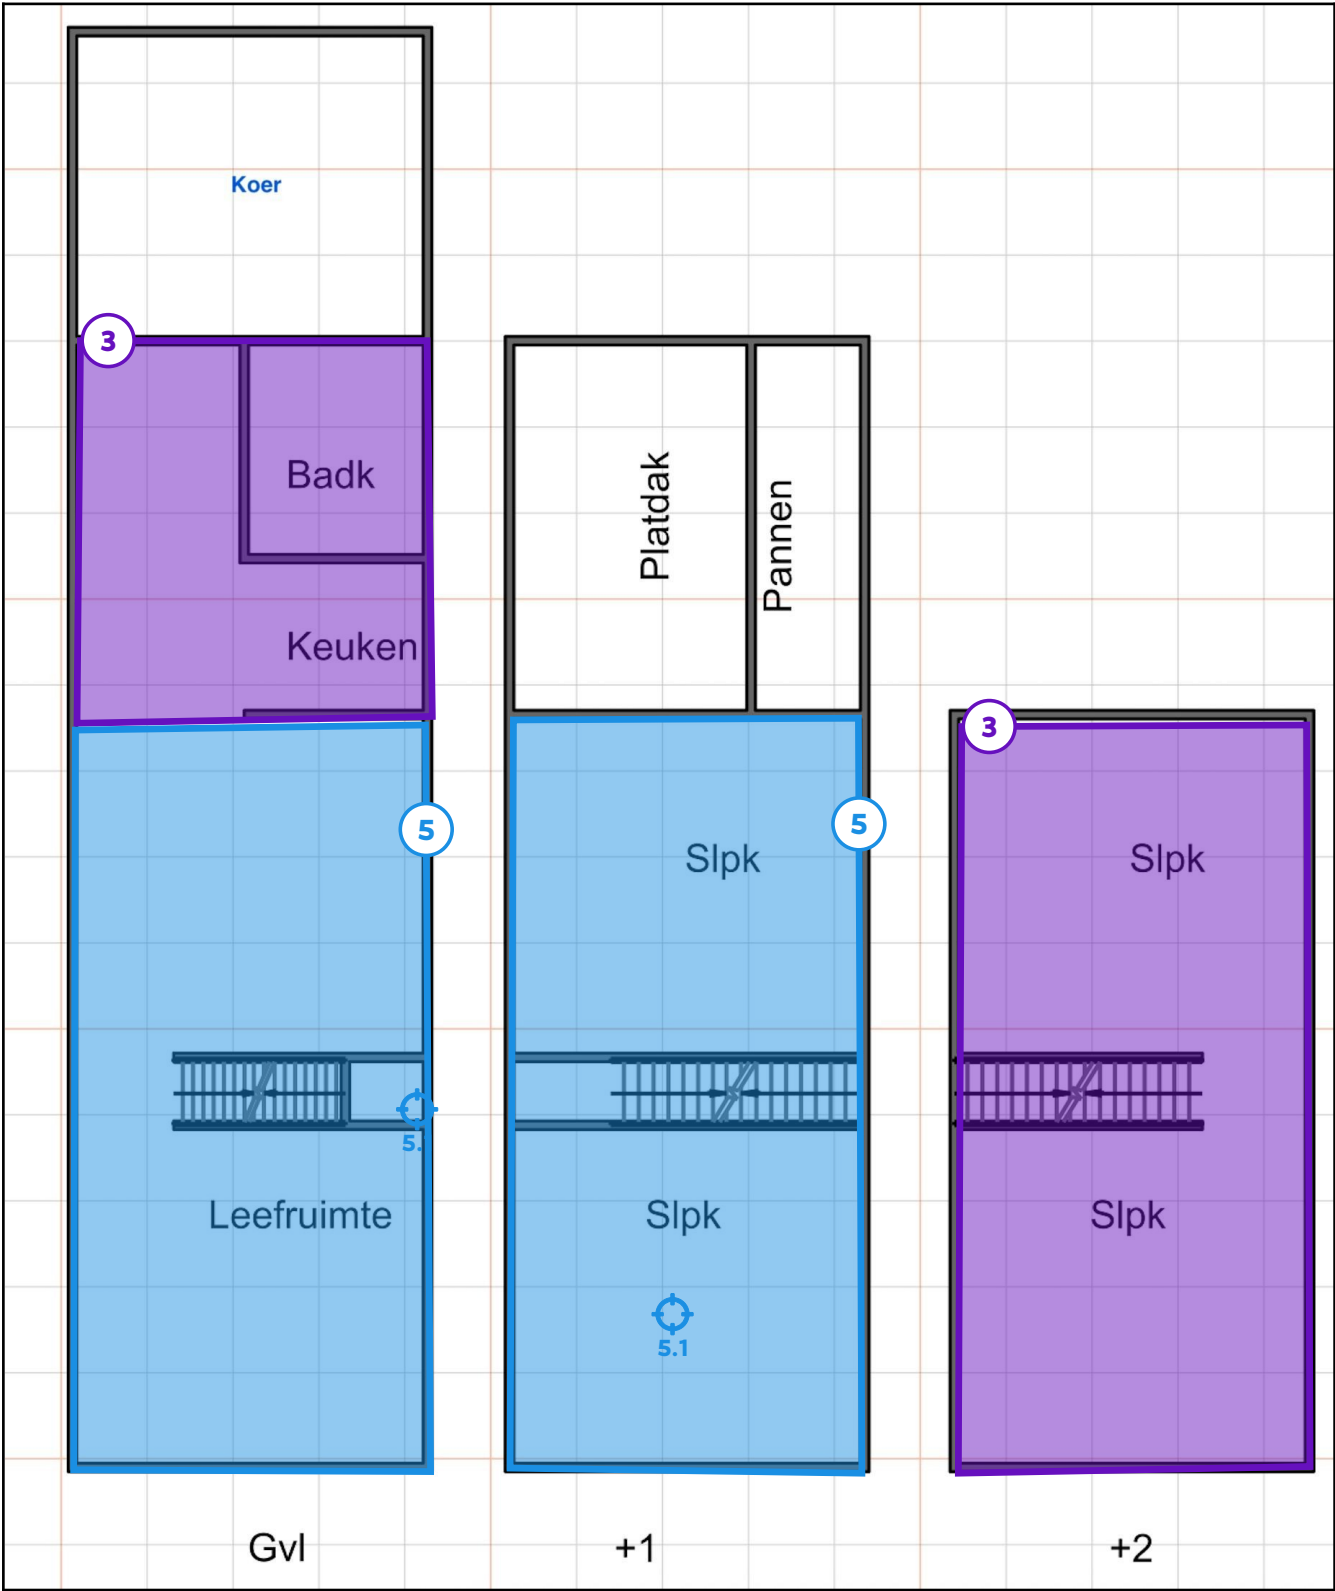 Koer
3
Badk
Keuken
Platdak
Pannen
3
5
5
Slpk
Slpk
5.
Leefruimte
Slpk
Slpk
5.1
Gvl
+1
+2